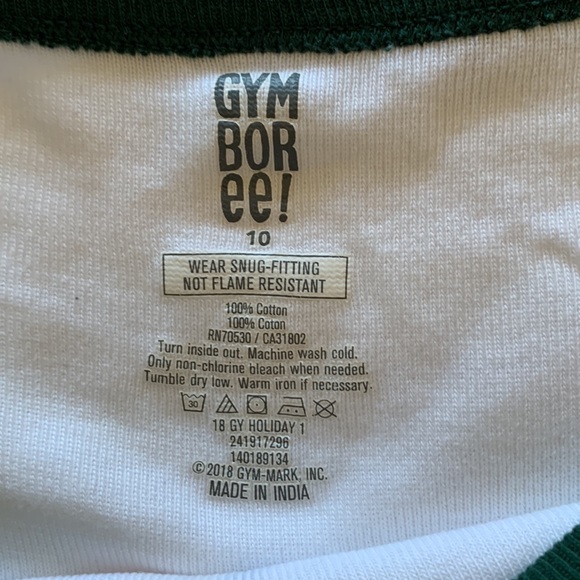 GYM
BOR
ee!
10
WEAR SNUG-FITTING
NOT FLAME RESISTANT
100% Cotton
100% Coton
RN70530 / CA31802
Turn inside out. Machine wash cold.
Only non-chlorine bleach when needed.
Tumble dry low. Warm iron if necessary.
30
18 GY HOLIDAY 1
241917296
140189134
©2018 GYM-MARK, INC.
MADE IN INDIA